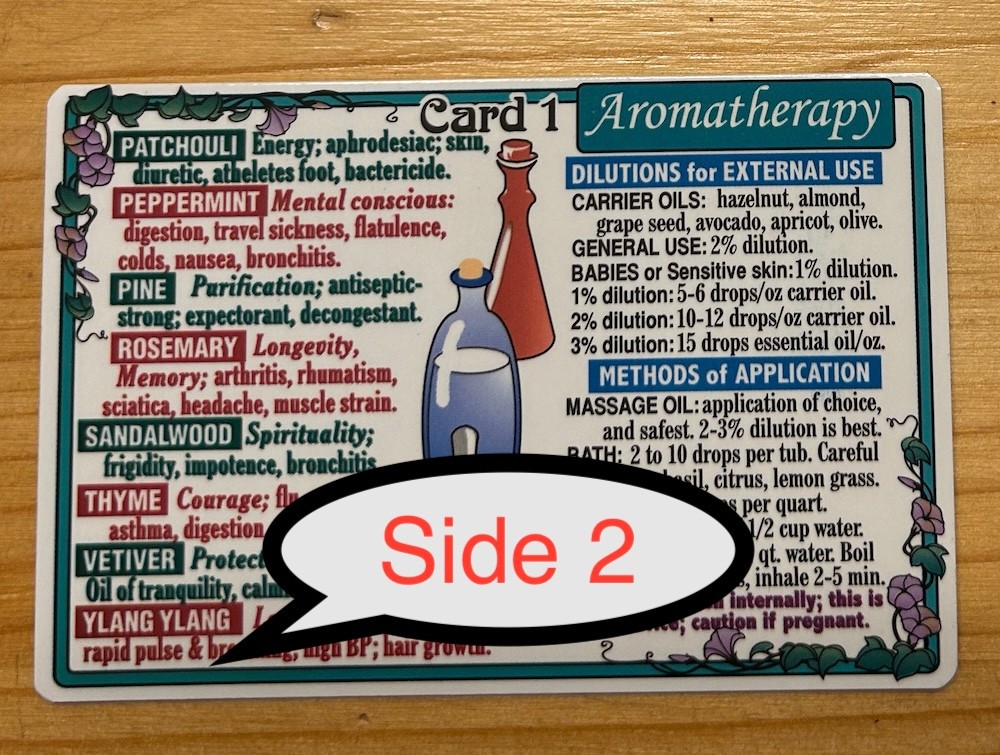 Card 1
Aromatherapy
PATCHOULI Energy; aphrodesiac; skin,
diuretic, atheletes foot, bactericide.
PEPPERMINT Mental conscious:
digestion, travel sickness, flatulence,
colds, nausea, bronchitis.
PINE Purification; antiseptic-
strong; expectorant, decongestant.
ROSEMARY Longevity,
Memory; arthritis, rhumatism,
sciatica, headache, muscle strain.
SANDALWOOD Spirituality;
frigidity, impotence, bronchitis
THYME Courage; flu
asthma, digestion
VETIVER
Oil of tranquility,
YLANG YLANG
rapid pulse & high BP; hair growth.
DILUTIONS for EXTERNAL USE
CARRIER OILS: hazelnut, almond,
grape seed, avocado, apricot, olive.
GENERAL USE: 2% dilution.
BABIES or Sensitive skin: 1% dilution.
1% dilution: 5-6 drops/oz carrier oil.
2% dilution: 10-12 drops/oz carrier oil.
3% dilution: 15 drops essential oil/oz.
METHODS of APPLICATION
MASSAGE OIL: application of choice,
and safest. 2-3% dilution is best.
BATH: 2 to 10 drops per tub. Careful
basil, citrus, lemon grass.
per quart.
1/2 cup water.
qt. water. Boil
inhale 2-5 min.
internally; this is
caution if pregnant.
Side 2